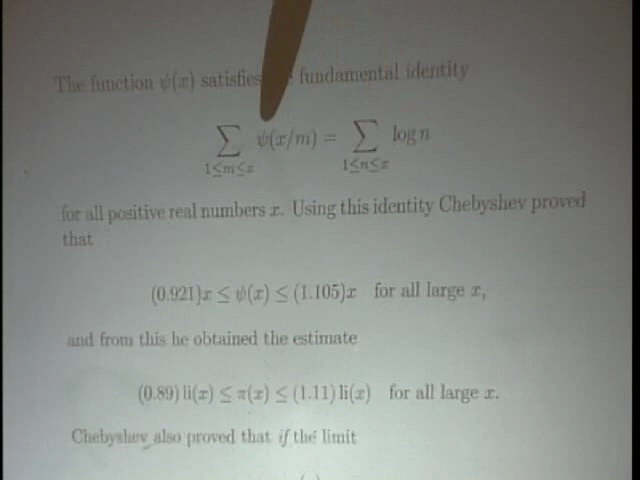 The function ψ(x) satisfies fundamental identity
∑ ψ(x/m) = ∑ log n
1≤m≤x 1≤n≤x
for all positive real numbers x. Using this identity Chebyshev proved
that
(0.921)x ≤ ψ(x) ≤ (1.105)x for all large x,
and from this he obtained the estimate
(0.89) li(x) ≤ π(x) ≤ (1.11) li(x) for all large x.
Chebyshev also proved that if the limit